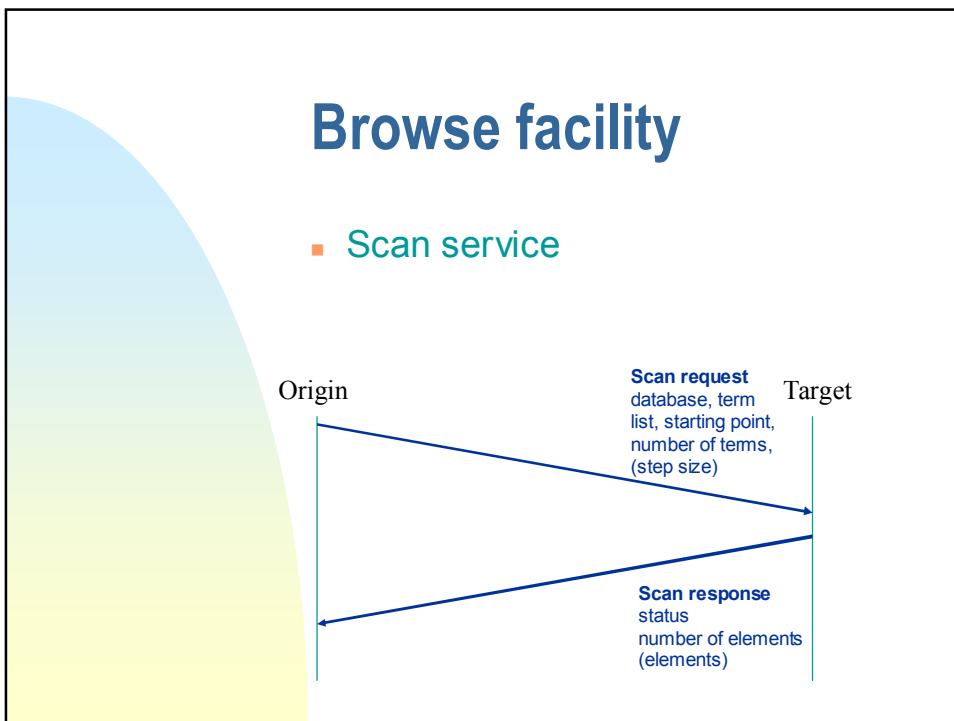 Browse facility
Scan service
Origin
Scan request
database, term
list, starting point,
number of terms,
(step size)
Target
Scan response
status
number of elements
(elements)